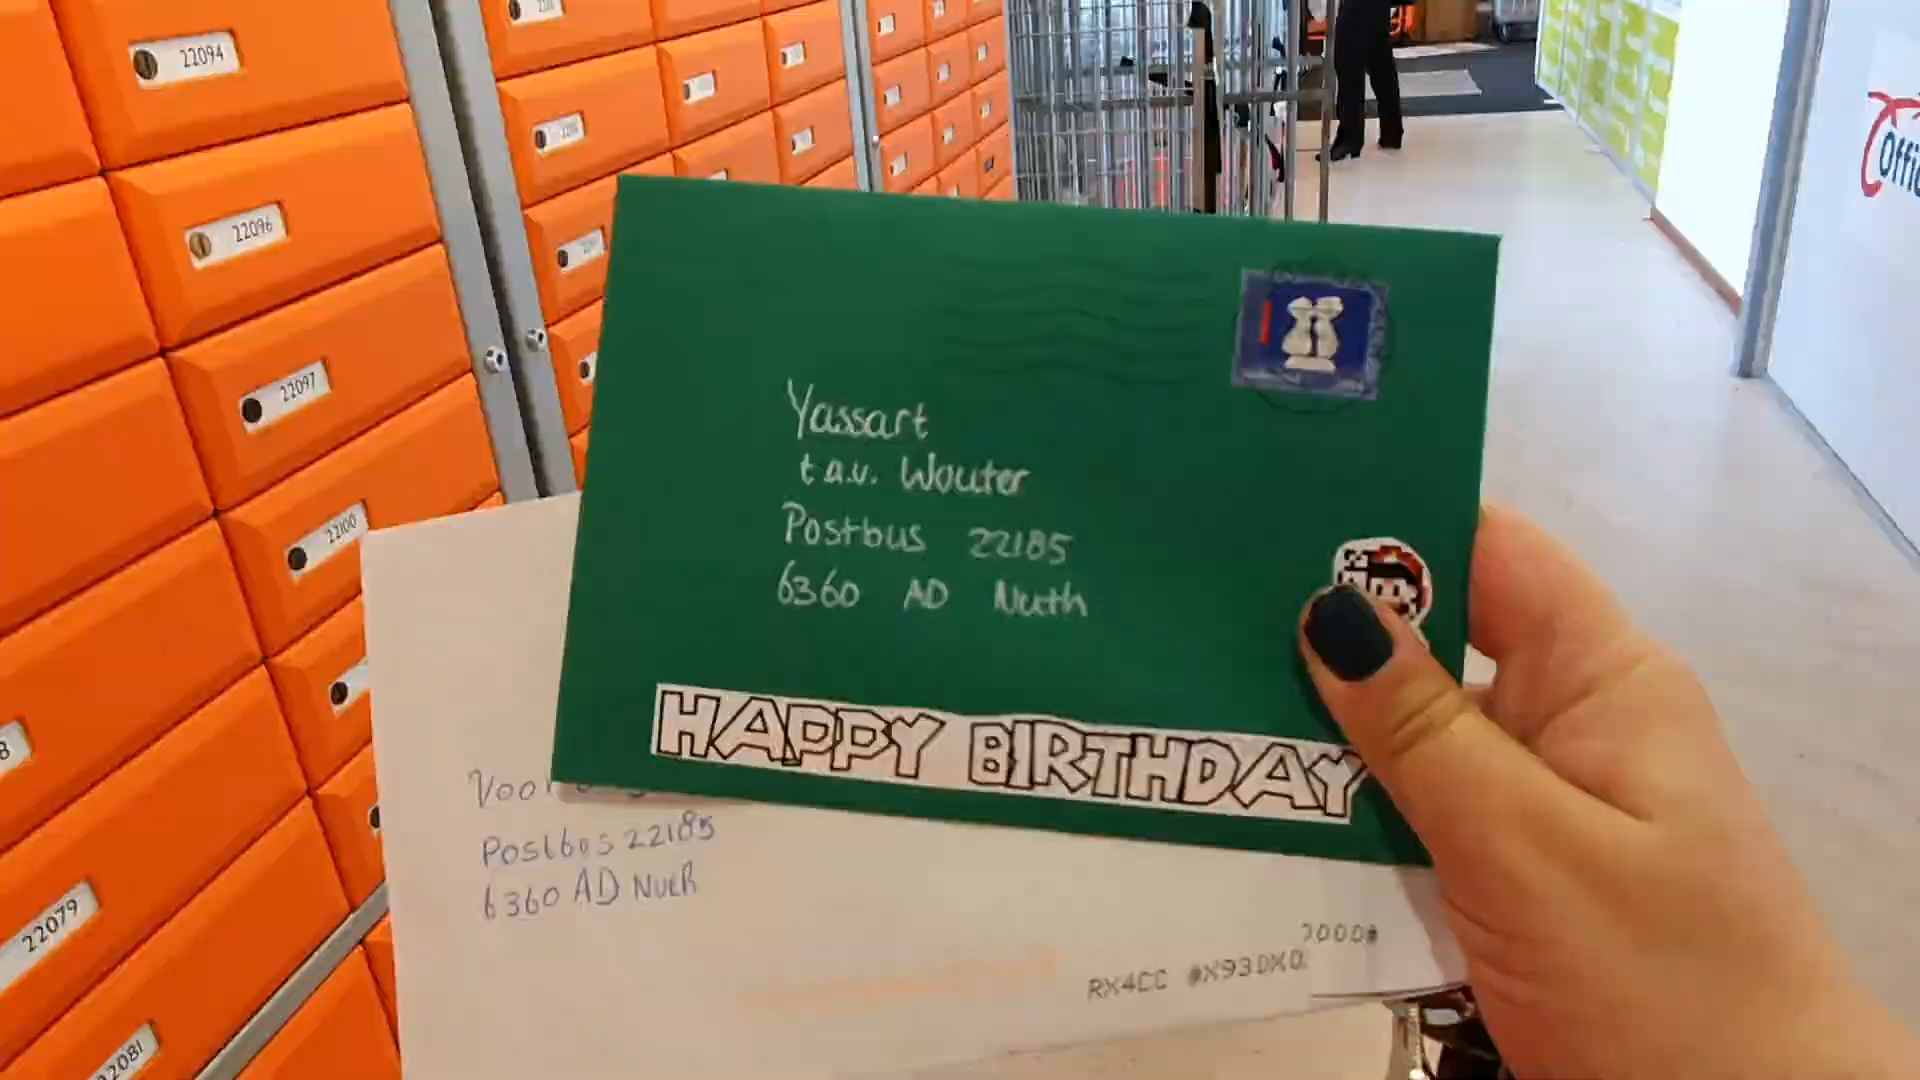 22094
22096
22097
22100
22079
22081
Yassart
t.a.v. Wouter
Postbus 22185
6360 AD Nuth
HAPPY BIRTHDAY
Postbus 22185
6360 AD Nuth
RX4CC #X93DX0